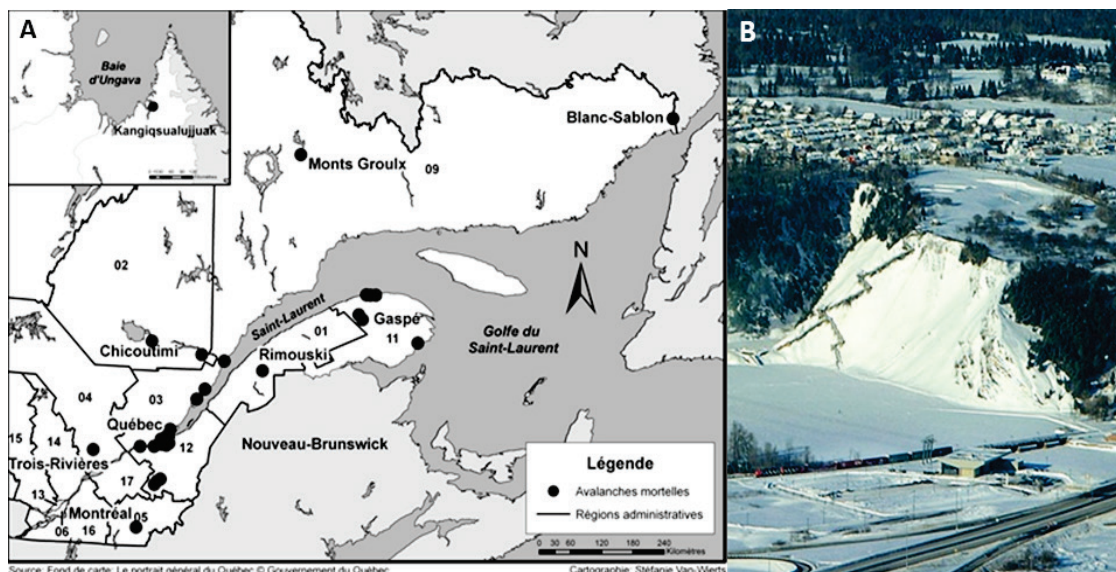 A
Baie
d'Ungava
Kangiqsualujjuak
Blanc-Sablon
Monts Groulx
09
02
N
Saint-Laurent
01
Gaspé
11
Golfe du
Saint-Laurent
Chicoutimi
Rimouski
04
03
Québec
12
15
14
Trois-Rivières
Nouveau-Brunswick
17
13
Montréal
05
06
16
Légende
Avalanches mortelles
Régions administratives
0 30 60 120 180 240
Kilomètres
Source: Fond de carte: Le portrait général du Québec © Gouvernement du Québec
Cartographie: Stéfanie Van-Wierts
B